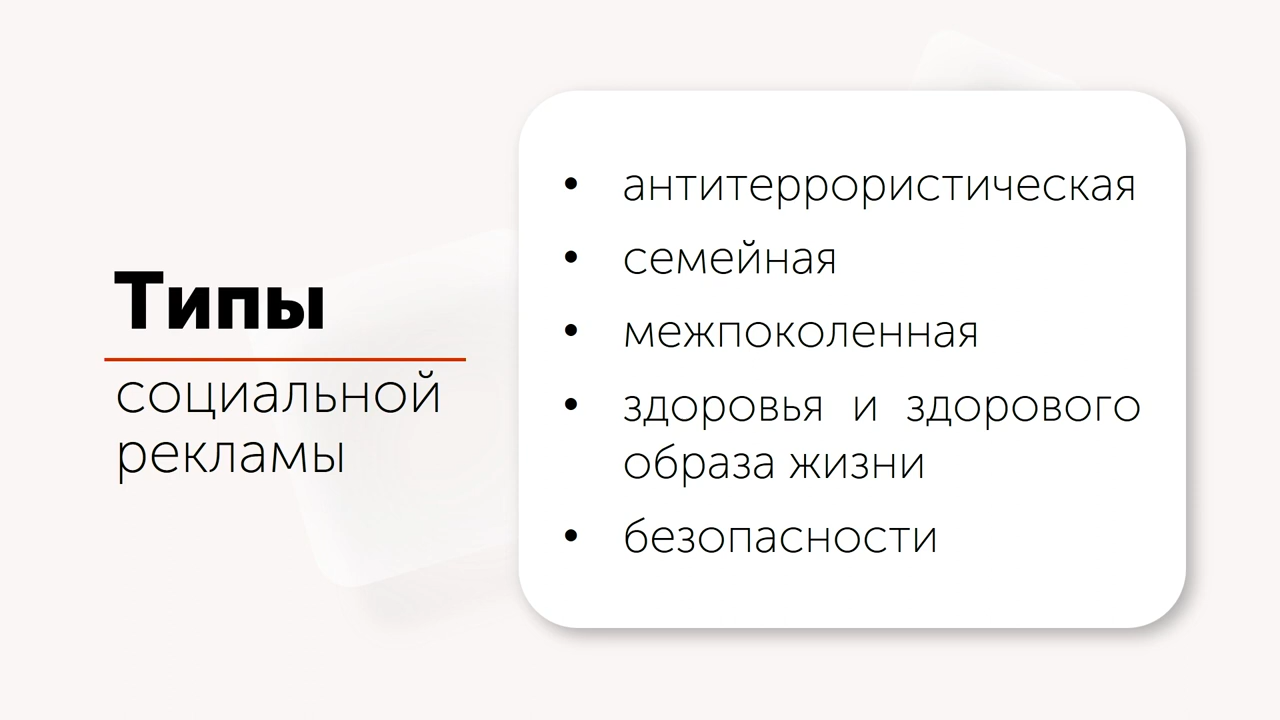 Типы
социальной
рекламы
• антитеррористическая
• семейная
• межпоколенная
• здоровья и здорового
образа жизни
• безопасности